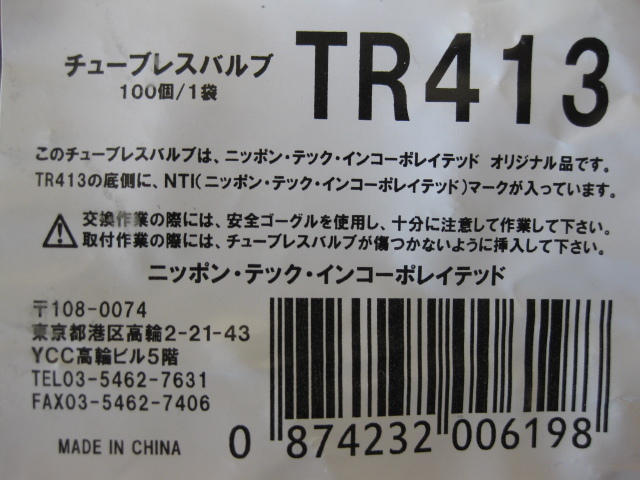 チューブレスバルブ
100個/1袋
TR413
このチューブレスバルブは、ニッポン・テック・インコーポレイテッド オリジナル品です。
TR413の底側に、NTI(ニッポン・テック・インコーポレイテッド)マークが入っています。
交換作業の際には、安全ゴーグルを使用し、十分に注意して作業して下さい。
取付作業の際には、チューブレスバルブが傷つかないように挿入して下さい。
ニッポン・テック・インコーポレイテッド
〒108-0074
東京都港区高輪2-21-43
YCC高輪ビル5階
TEL03-5462-7631
FAX03-5462-7406
MADE IN CHINA
0 874232 006198